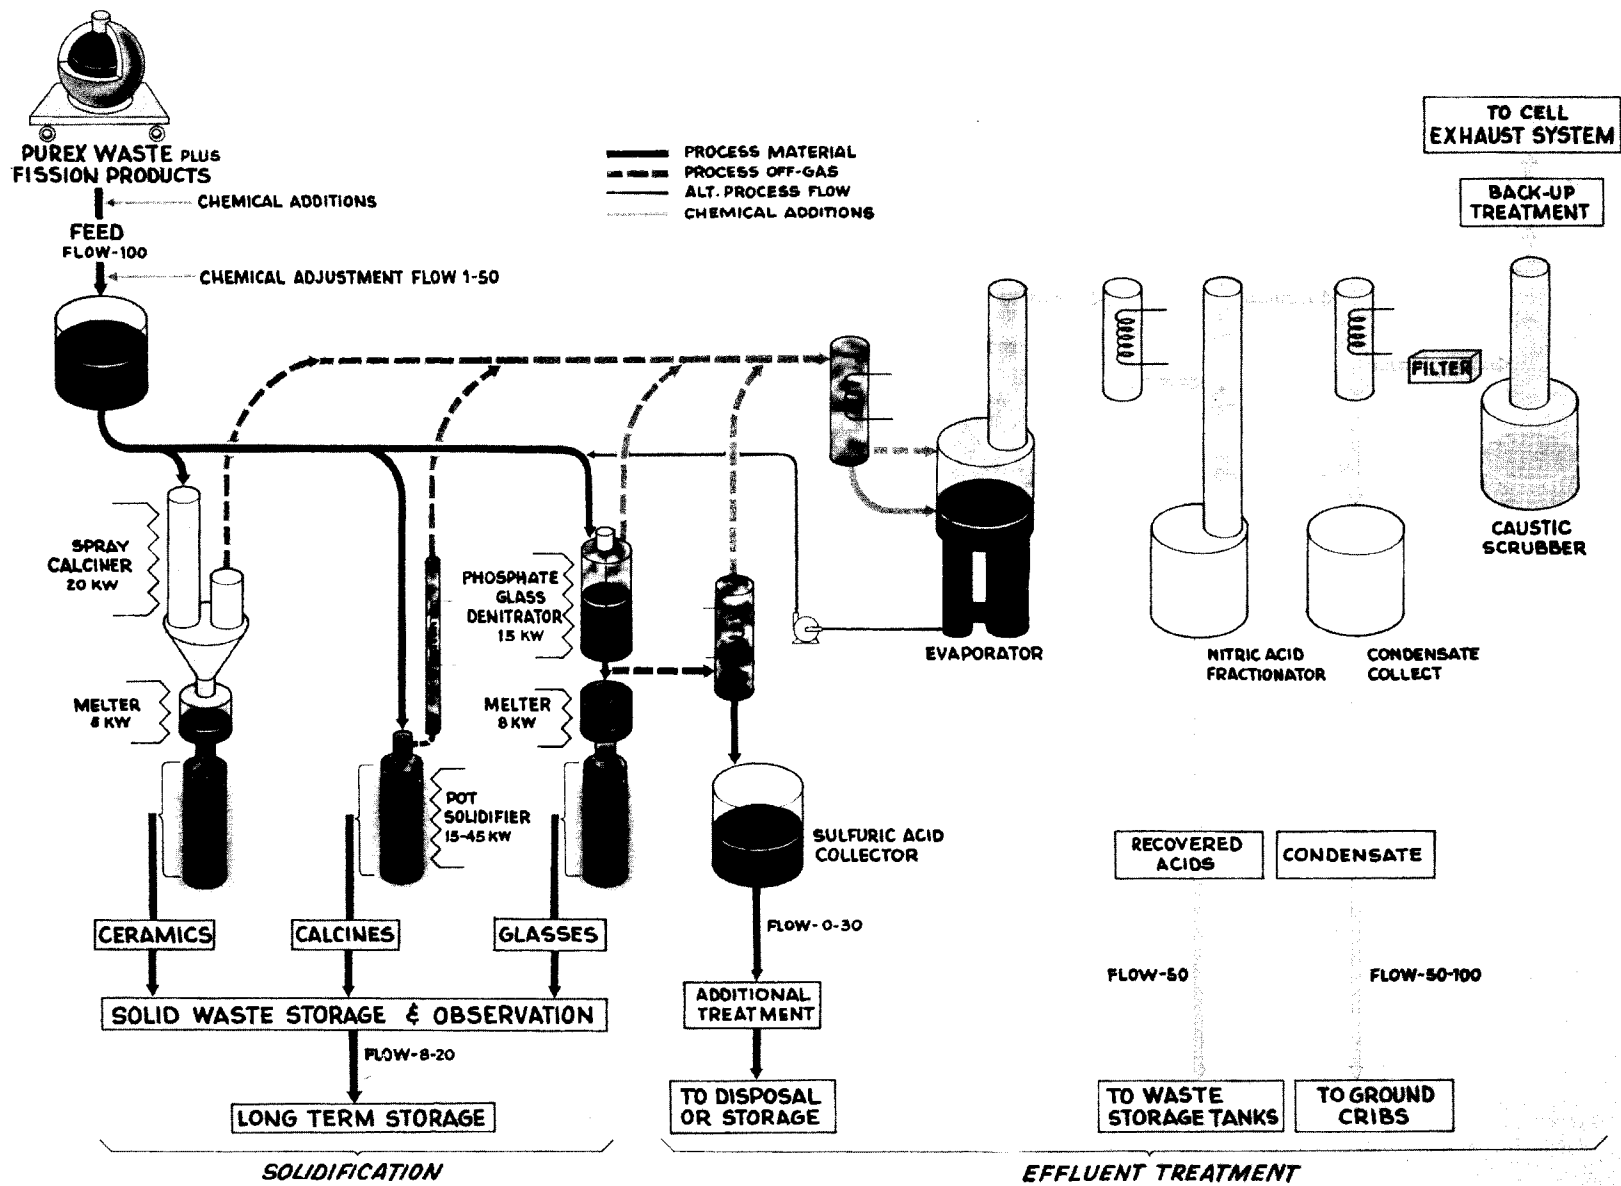 PUREX WASTE PLUS
FISSION PRODUCTS
CHEMICAL ADDITIONS
FEED
FLOW-100
CHEMICAL ADJUSTMENT FLOW 1-50
PROCESS MATERIAL
PROCESS OFF-GAS
ALT. PROCESS FLOW
CHEMICAL ADDITIONS
TO CELL
EXHAUST SYSTEM
BACK-UP
TREATMENT
FILTER
CAUSTIC
SCRUBBER
SPRAY
CALCINER
20 KW
PHOSPHATE
GLASS
DENITRATOR
15 KW
EVAPORATOR
NITRIC ACID
FRACTIONATOR
CONDENSATE
COLLECT
MELTER
MELTER
8 KW
POT
SOLIDIFIER
15-45 KW
SULFURIC ACID
COLLECTOR
RECOVERED
ACIDS
CONDENSATE
CERAMICS
CALCINES
GLASSES
FLOW-0-30
FLOW-50
FLOW-50-100
SOLID WASTE STORAGE & OBSERVATION
ADDITIONAL
TREATMENT
FLOW-8-20
LONG TERM STORAGE
TO DISPOSAL
OR STORAGE
TO WASTE
STORAGE TANKS
TO GROUND
CRIBS
SOLIDIFICATION
EFFLUENT TREATMENT